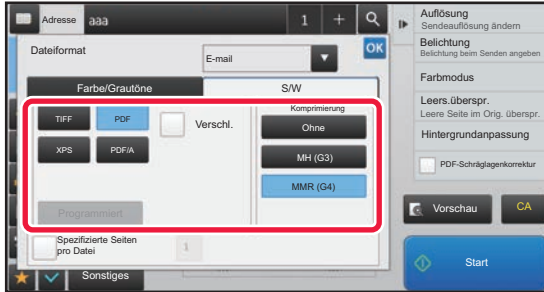 Adresse aaa 1 +
Dateiformat
E-mail
OK
Farbe/Grautöne
S/W
TIFF
PDF
Verschl.
XPS
PDF/A
Programmiert
Komprimierung
Ohne
MH (G3)
MMR (G4)
Spezifizierte Seiten
pro Datei
1
Sonstiges
Auflösung
Sendeauflösung ändern
Belichtung
Belichtung beim Senden angeben
Farbmodus
Leers.überspr.
Leere Seite im Orig. überspr.
Hintergrundanpassung
PDF-Schräglagenkorrektur
Vorschau
CA
Start